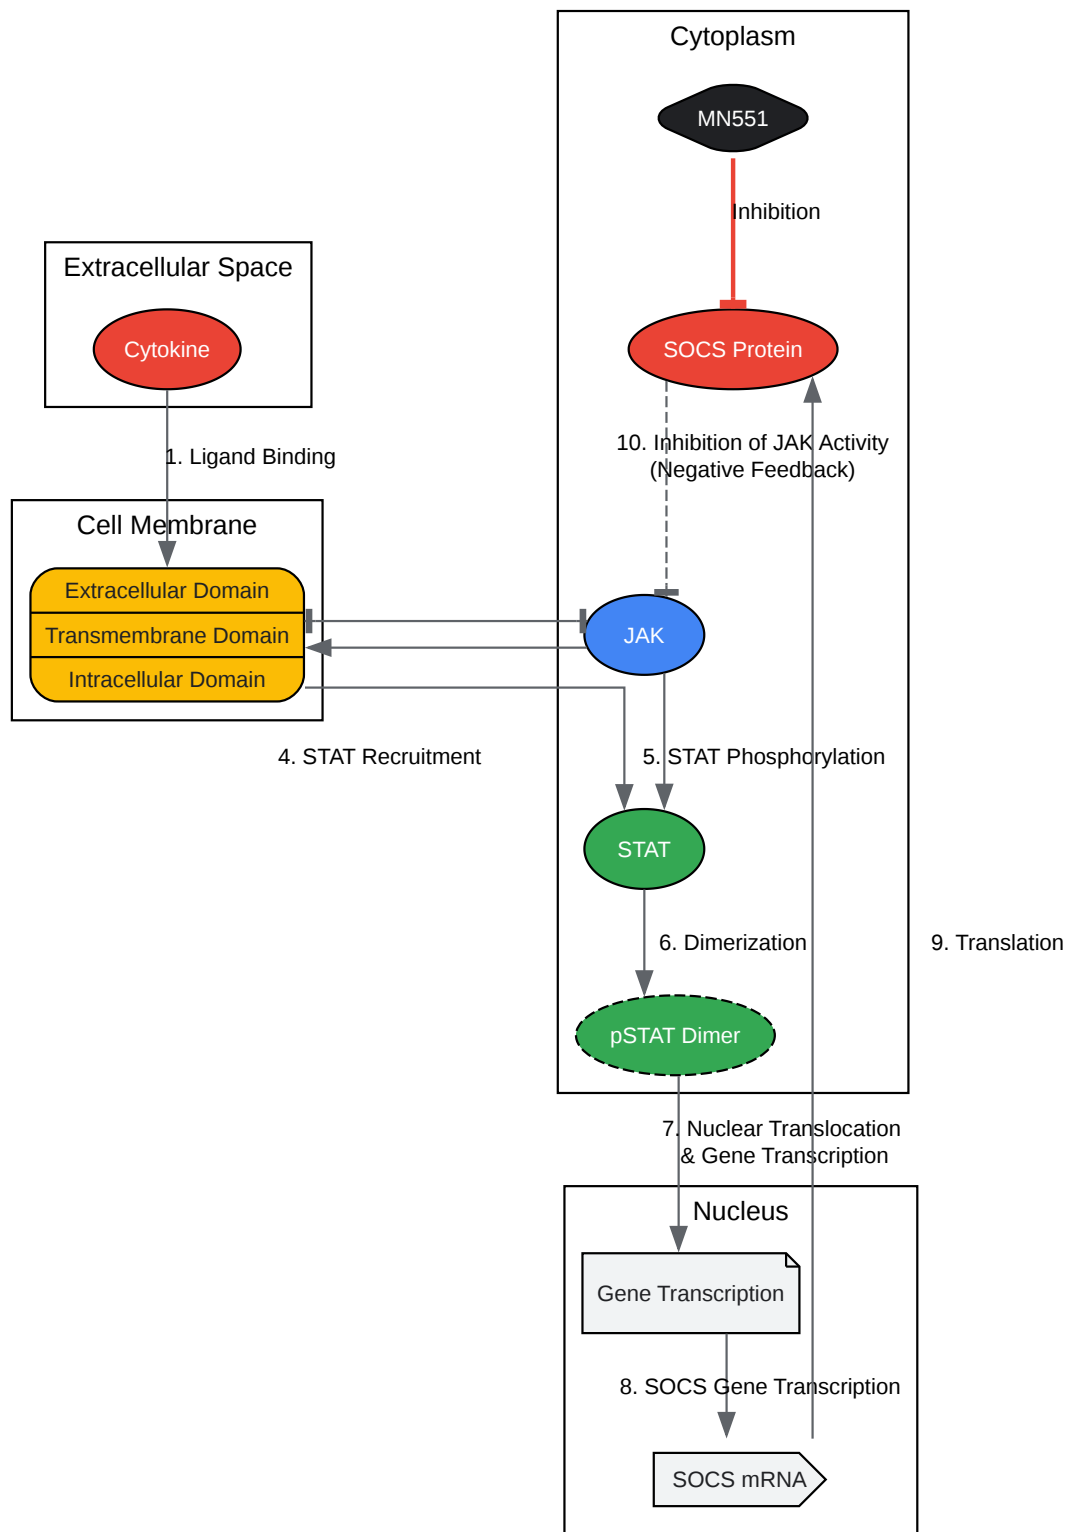 Cytoplasm
MN551
Inhibition
Extracellular Space
Cytokine
SOCS Protein
1. Ligand Binding
10. Inhibition of JAK Activity
(Negative Feedback)
Cell Membrane
Extracellular Domain
Transmembrane Domain
Intracellular Domain
JAK
4. STAT Recruitment
5. STAT Phosphorylation
STAT
6. Dimerization
9. Translation
pSTAT Dimer
7. Nuclear Translocation
& Gene Transcription
Nucleus
Gene Transcription
8. SOCS Gene Transcription
SOCS mRNA